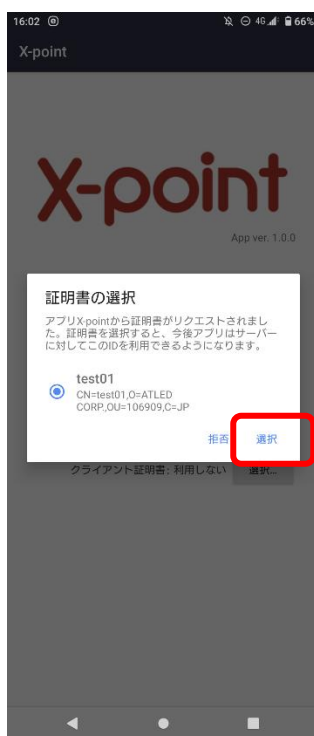 16:02
4G
66%
X-point
X-point
App ver. 1.0.0
証明書の選択
アプリX-pointから証明書がリクエストされまし
た。証明書を選択すると、今後アプリはサーバー
に対してこのIDを利用できるようになります。
test01
CN=test01,O=ATLED
CORP,OU=106909,C=JP
拒否 選択
クライアント証明書: 利用しない 選択...